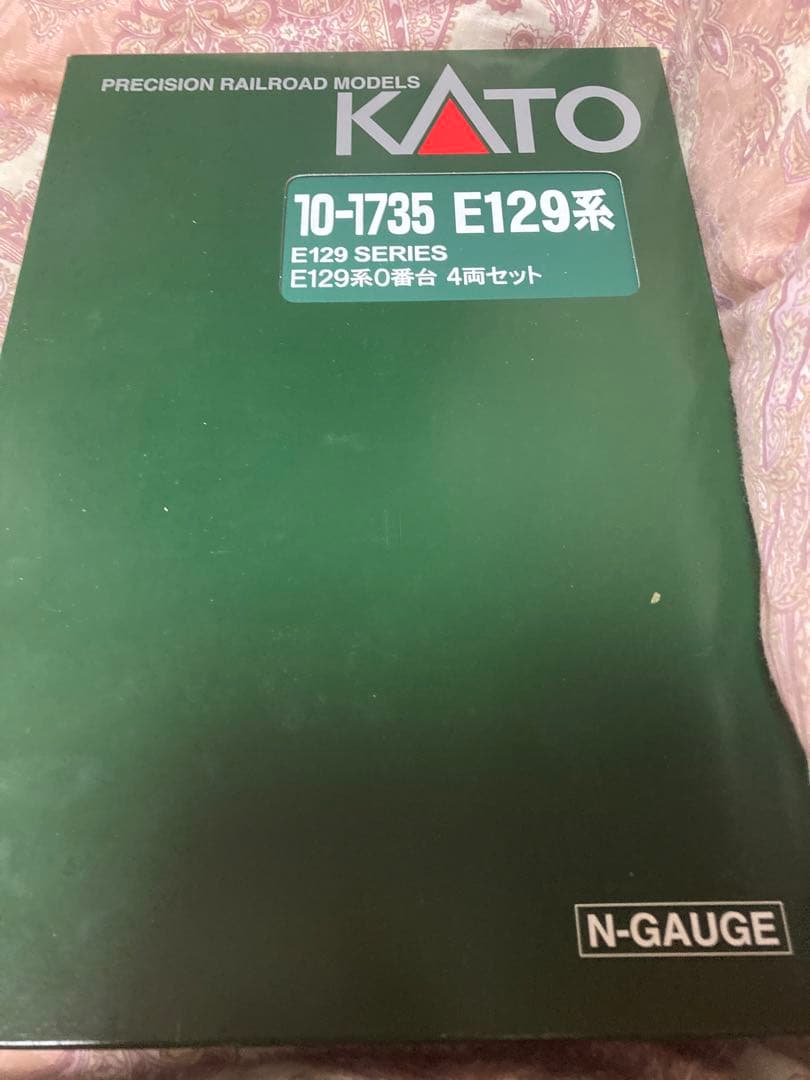 PRECISION RAILROAD MODELS
KATO
10-1735 E129系
E129 SERIES
E129系0番台 4両セット
N-GAUGE